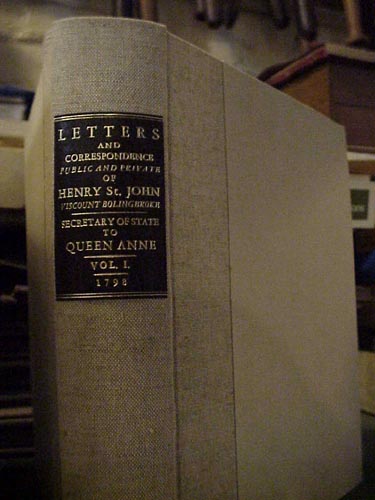 LETTERS
AND
CORRESPONDENCE
PUBLIC AND PRIVATE
OF
HENRY St. JOHN
VISCOUNT BOLINGBROKE
SECRETARY OF STATE
TO
QUEEN ANNE
VOL. I.
1798